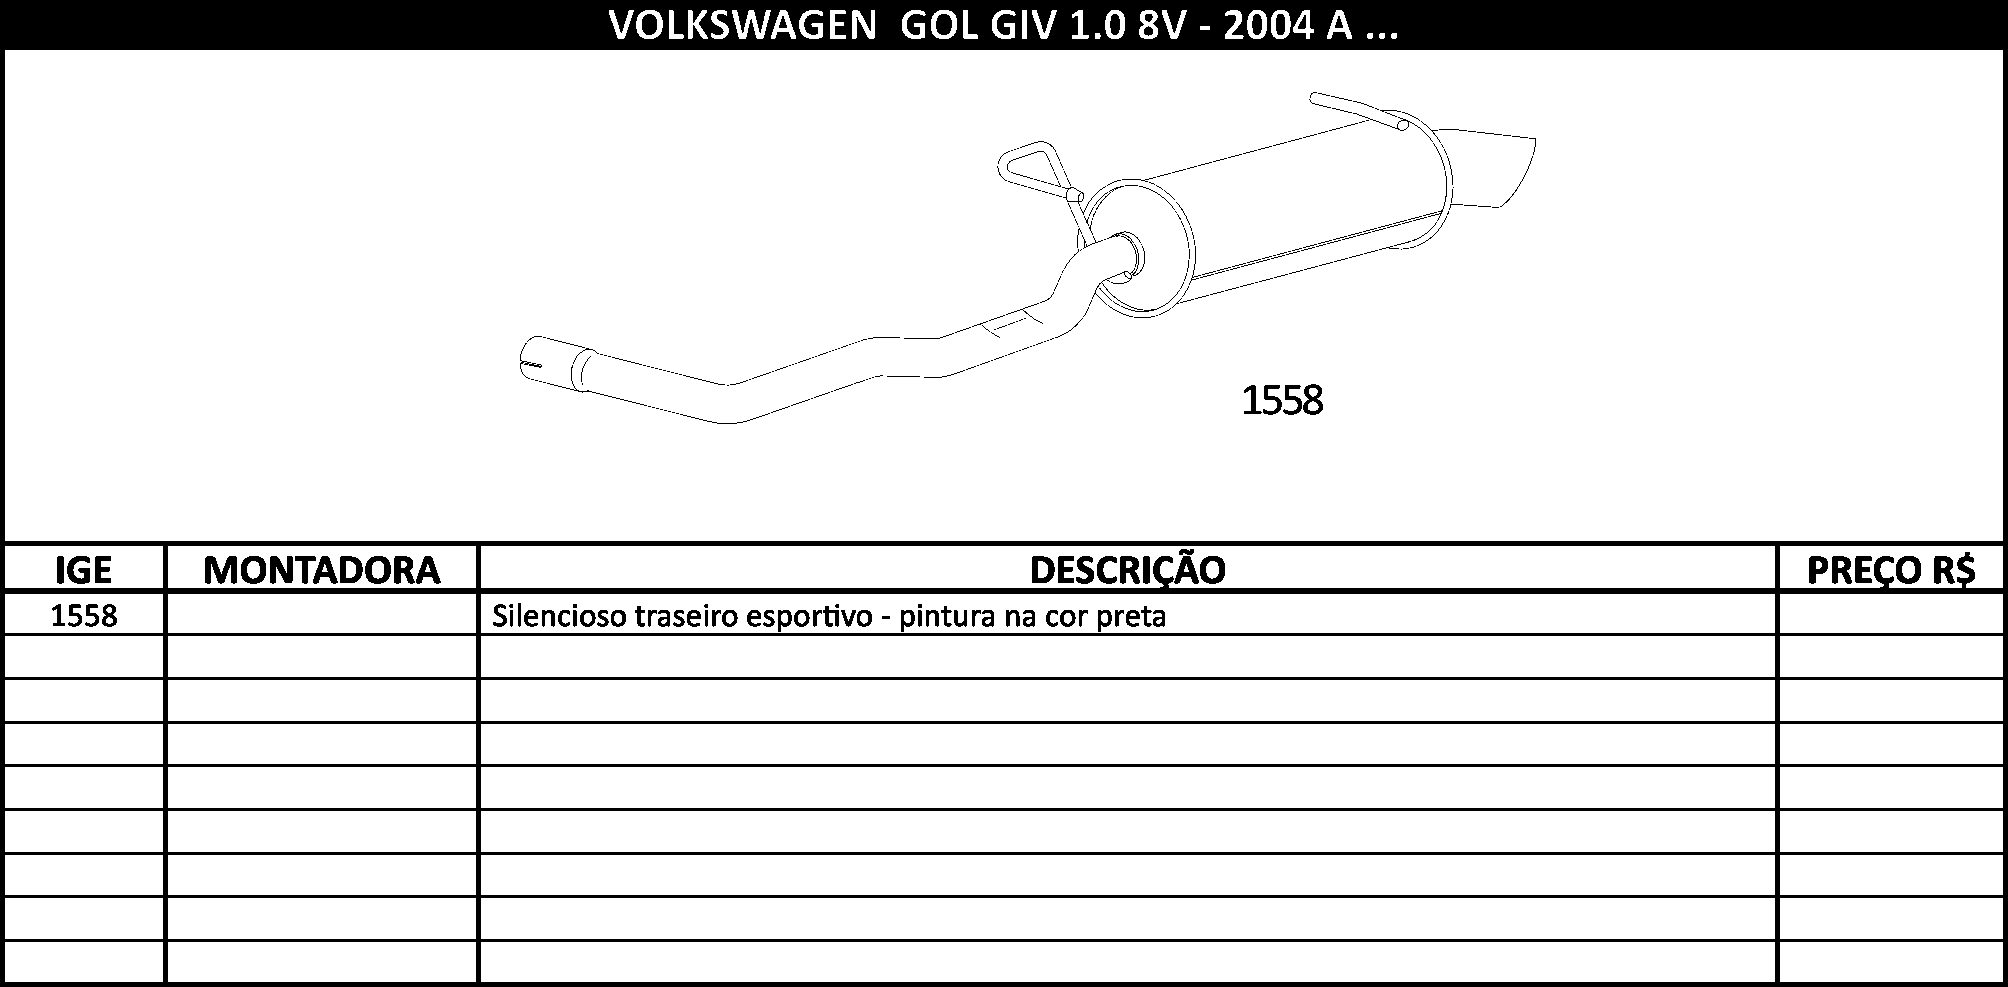 VOLKSWAGEN  GOL GIV 1.0 8V - 2004 A ...
1558
IGE MONTADORA DESCRIÇÃO PREÇO R$
1558 Silencioso traseiro esportivo - pintura na cor preta